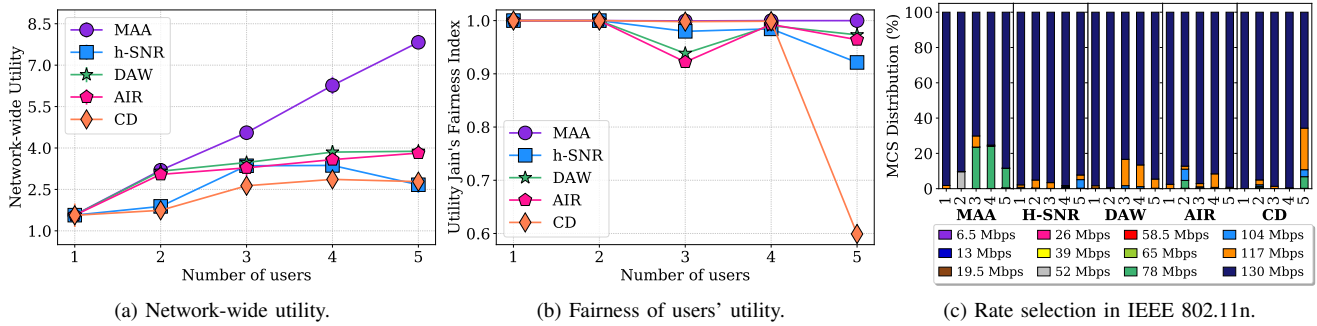 Network-wide Utility
8.5
7.0
5.5
4.0
2.5
1.0
MAA
h-SNR
DAW
AIR
CD
1 2 3 4 5
Number of users
(a) Network-wide utility.
Utility Jain's Fairness Index
1.0
0.9
0.8
0.7
0.6
MAA
h-SNR
DAW
AIR
CD
1 2 3 4 5
Number of users
(b) Fairness of users' utility.
MCS Distribution (%)
100
80
60
40
20
0
1 2 3 4 5 1 2 3 4 5 1 2 3 4 5 1 2 3 4 5 1 2 3 4 5
MAA H-SNR DAW AIR CD
6.5 Mbps 26 Mbps 58.5 Mbps 104 Mbps
13 Mbps 39 Mbps 65 Mbps 117 Mbps
19.5 Mbps 52 Mbps 78 Mbps 130 Mbps
(c) Rate selection in IEEE 802.11n.